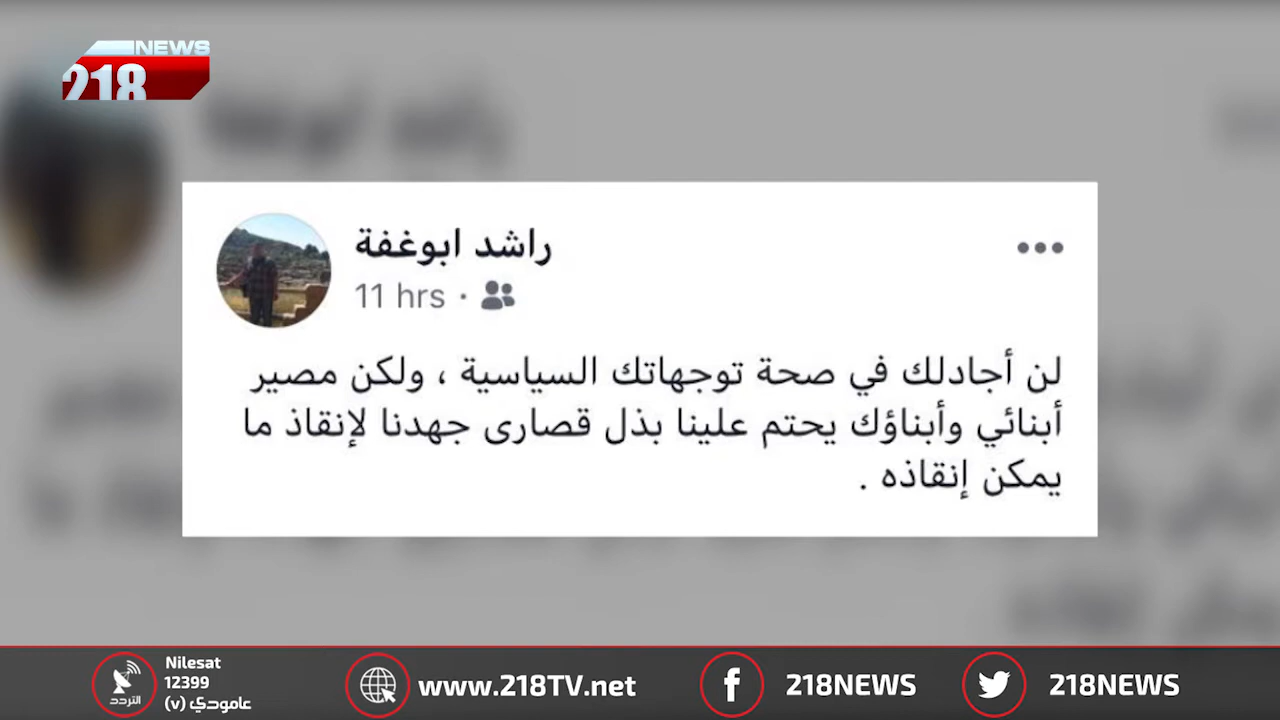 NEWS
218
راشد ابوغفة
11 hrs ·
لن أجادلك في صحة توجهاتك السياسية ، ولكن مصير
أبنائي وأبناؤك يحتم علينا بذل قصارى جهدنا لإنقاذ ما
يمكن إنقاذه .
التردد
Nilesat
12399
عامودي (v)
www.218TV.net
218NEWS
218NEWS